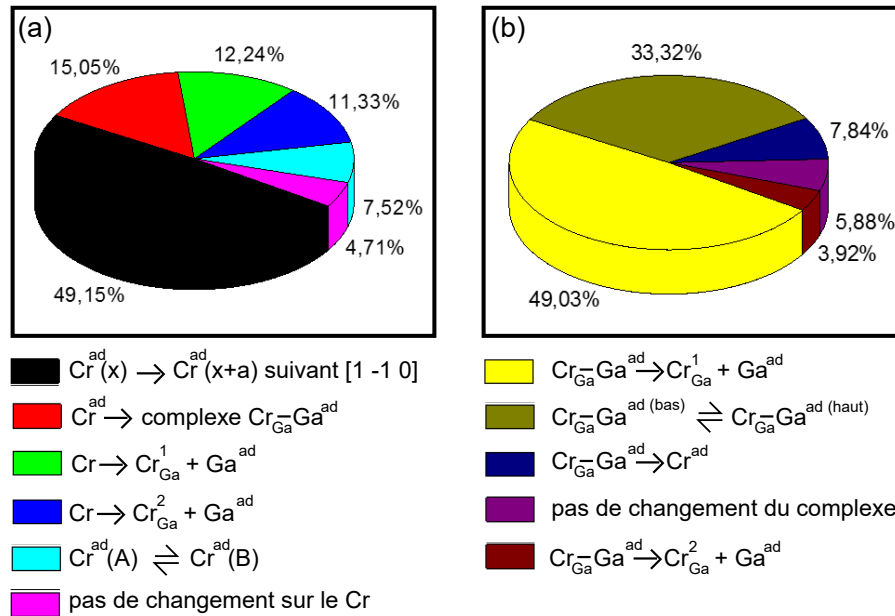 (a)
12,24%
15,05%
11,33%
7,52%
4,71%
49,15%
(b)
33,32%
7,84%
5,88%
3,92%
49,03%
Cr^ad(x) → Cr^ad(x+a) suivant [1 -1 0]
Cr^ad → complexe Cr_Ga–Ga^ad
Cr → Cr^1_Ga + Ga^ad
Cr → Cr^2_Ga + Ga^ad
Cr^ad(A) ⇌ Cr^ad(B)
pas de changement sur le Cr
Cr_Ga–Ga^ad → Cr^1_Ga + Ga^ad
Cr_Ga–Ga^ad (bas) ⇌ Cr_Ga–Ga^ad (haut)
Cr_Ga–Ga^ad → Cr^ad
pas de changement du complexe
Cr_Ga–Ga^ad → Cr^2_Ga + Ga^ad